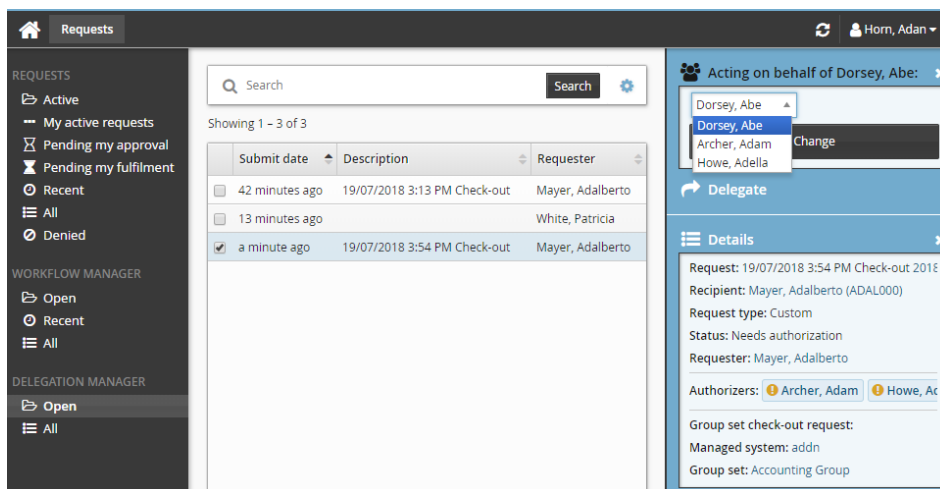 Requests
Horn, Adan
REQUESTS
Active
My active requests
Pending my approval
Pending my fulfilment
Recent
All
Denied
WORKFLOW MANAGER
Open
Recent
All
DELEGATION MANAGER
Open
All
Search
Search
Showing 1 – 3 of 3
Submit date Description Requester
42 minutes ago 19/07/2018 3:13 PM Check-out Mayer, Adalberto
13 minutes ago White, Patricia
a minute ago 19/07/2018 3:54 PM Check-out Mayer, Adalberto
Acting on behalf of Dorsey, Abe:
Dorsey, Abe
Dorsey, Abe
Archer, Adam
Howe, Adella
Change
Delegate
Details
Request: 19/07/2018 3:54 PM Check-out 2018
Recipient: Mayer, Adalberto (ADAL000)
Request type: Custom
Status: Needs authorization
Requester: Mayer, Adalberto
Authorizers: Archer, Adam Howe, Ad
Group set check-out request:
Managed system: addn
Group set: Accounting Group